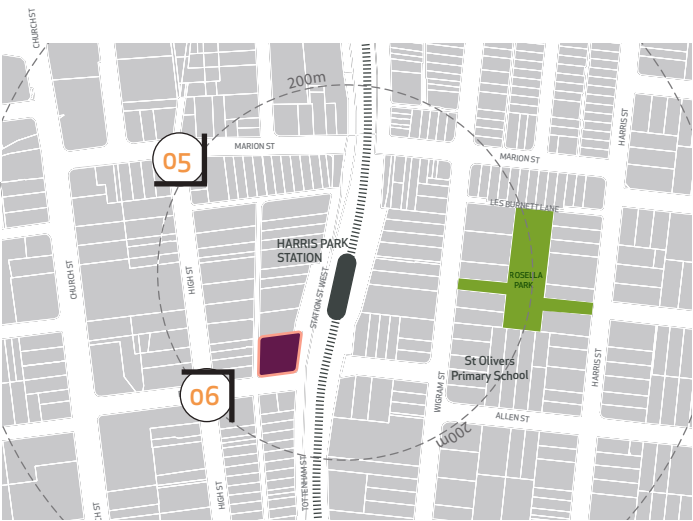 CHURCH ST
200m
HARRIS ST
MARION ST
05
MARION ST
LES BURNETT LANE
HARRIS PARK
STATION
CHURCH ST
HIGH ST
STATION ST WEST
ROSELLA
PARK
St Olivers
Primary School
HARRIS ST
WIGRAM ST
06
ALLEN ST
200m
TOTTENHAM ST
HIGH ST
CH ST